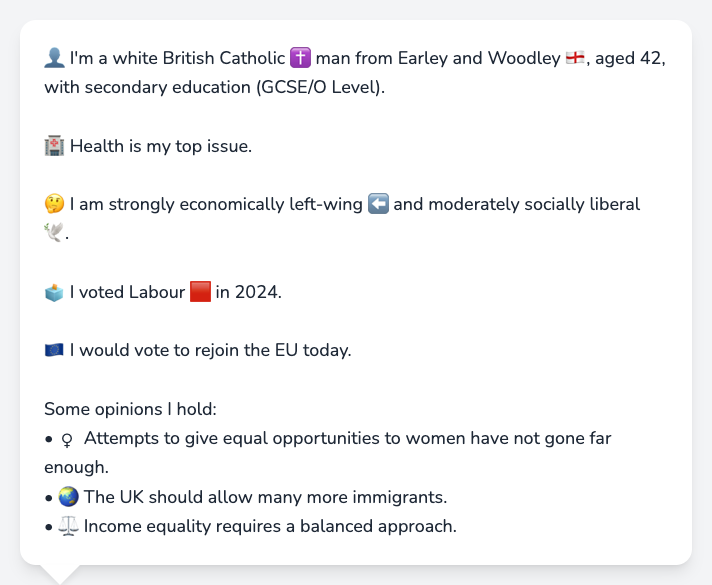 👤 I'm a white British Catholic ✝️ man from Earley and Woodley 🏴󠁧󠁢󠁥󠁮󠁧󠁿, aged 42,
with secondary education (GCSE/O Level).
🏥 Health is my top issue.
🤔 I am strongly economically left-wing ⬅️ and moderately socially liberal
🕊️.
🗳️ I voted Labour 🟥 in 2024.
🇪🇺 I would vote to rejoin the EU today.
Some opinions I hold:
• ♀ Attempts to give equal opportunities to women have not gone far
enough.
• 🌏 The UK should allow many more immigrants.
• ⚖️ Income equality requires a balanced approach.